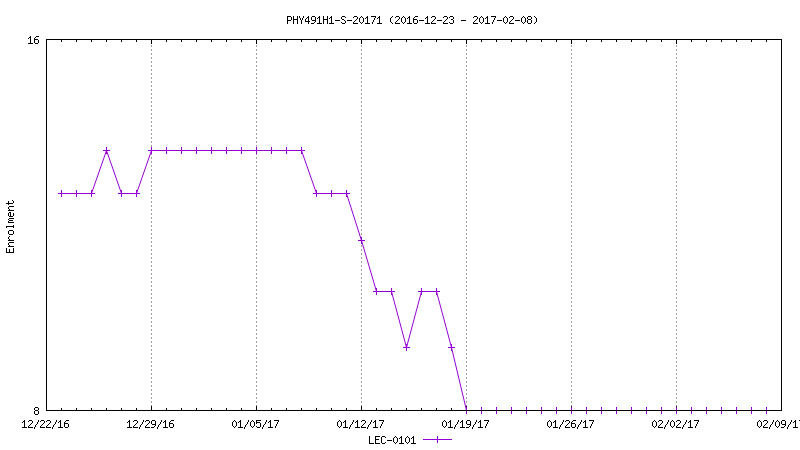 PHY491H1-S-20171 (2016-12-23 - 2017-02-08)
16
Enrolment
8
12/22/16 12/29/16 01/05/17 01/12/17 01/19/17 01/26/17 02/02/17 02/09/1
LEC-0101